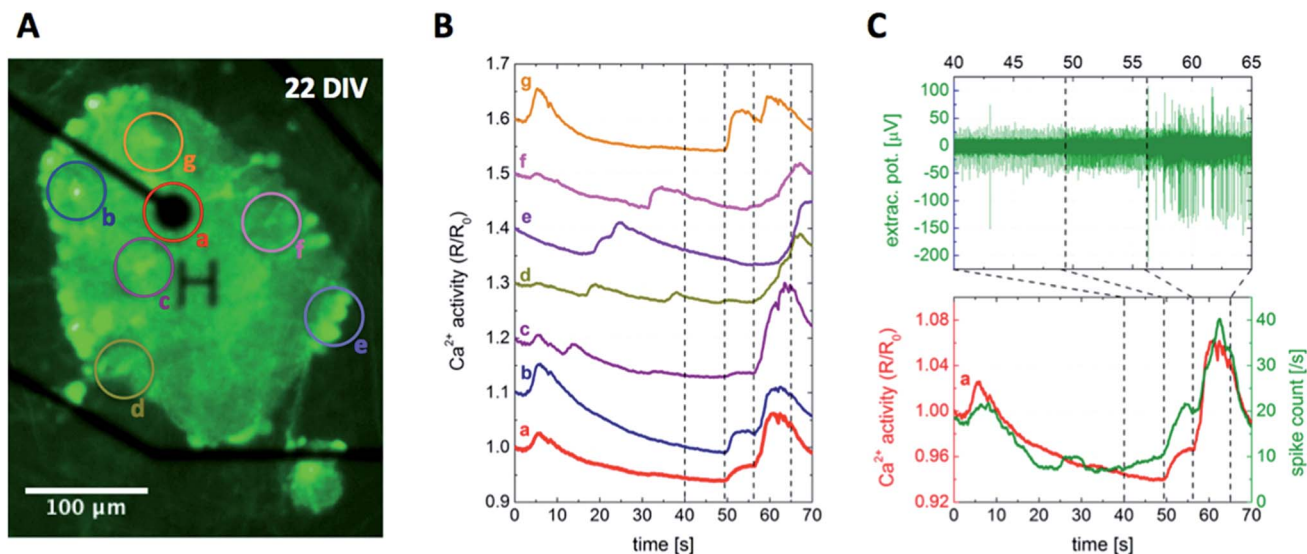 A
22 DIV
g
b
a
f
c
H
e
d
100 µm
B
Ca²⁺ activity (R/R₀)
1.7
1.6
1.5
1.4
1.3
1.2
1.1
1.0
0.9
g
f
e
d
c
b
a
0 10 20 30 40 50 60 70
time [s]
C
40 45 50 55 60 65
extrac. pot. [µV]
100
50
0
-50
-100
-150
-200
Ca²⁺ activity (R/R₀)
1.08
1.04
1.00
0.96
0.92
a
40
30
20
10
0
spike count [/s]
0 10 20 30 40 50 60 70
time [s]